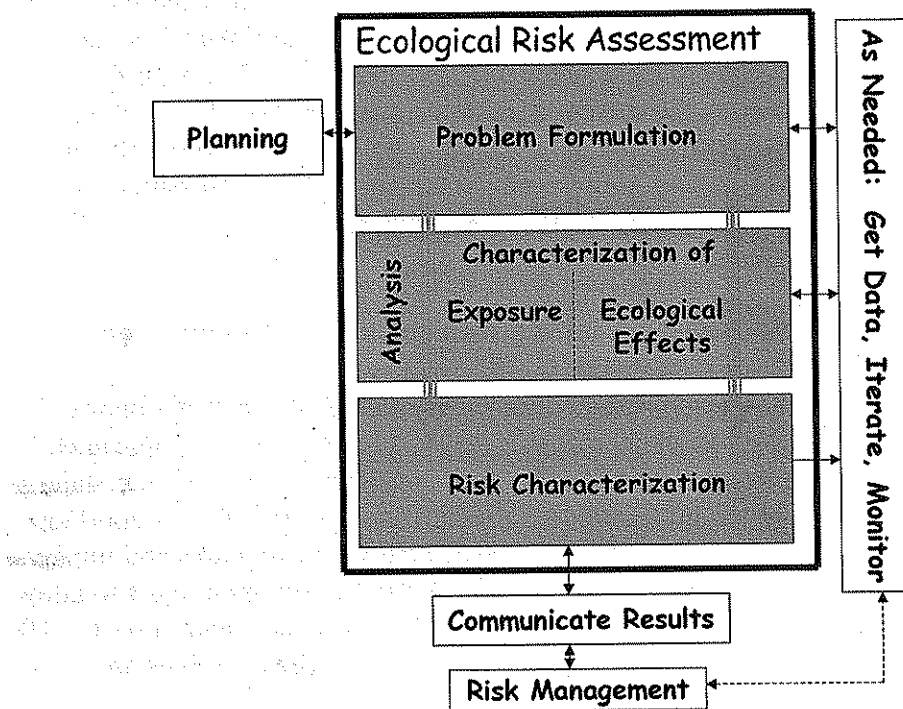 Ecological Risk Assessment
Planning
Problem Formulation
Analysis
Characterization of
Exposure
Ecological
Effects
Risk Characterization
As Needed: Get Data, Iterate, Monitor
Communicate Results
Risk Management